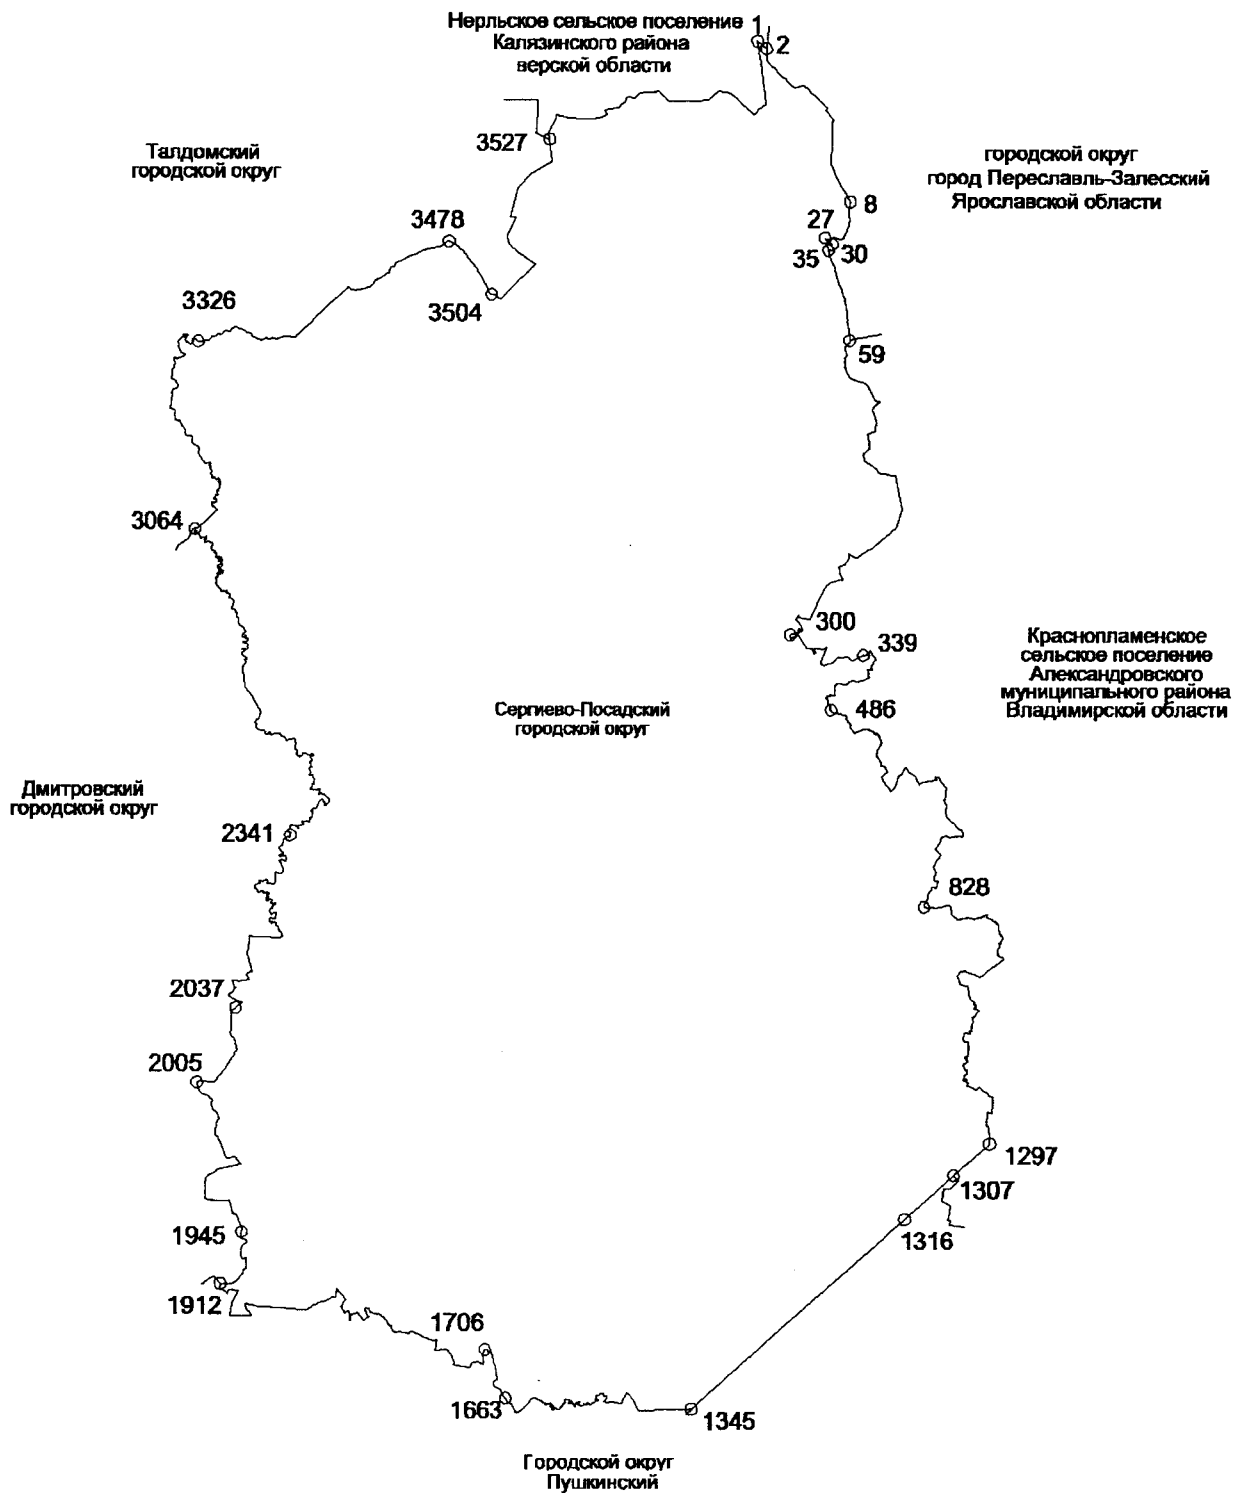 Нерльское сельское поселение
Калязинского района
верской области
1
2
3527
Талдомский
городской округ
городской округ
город Переславль-Залесский
Ярославской области
8
27
30
35
3478
3504
3326
59
3064
300
339
Краснопламенское
сельское поселение
Александровского
муниципального района
Владимирской области
486
Сергиево-Посадский
городской округ
Дмитровский
городской округ
2341
828
2037
2005
1297
1307
1316
1945
1912
1706
1663
1345
Городской округ
Пушкинский